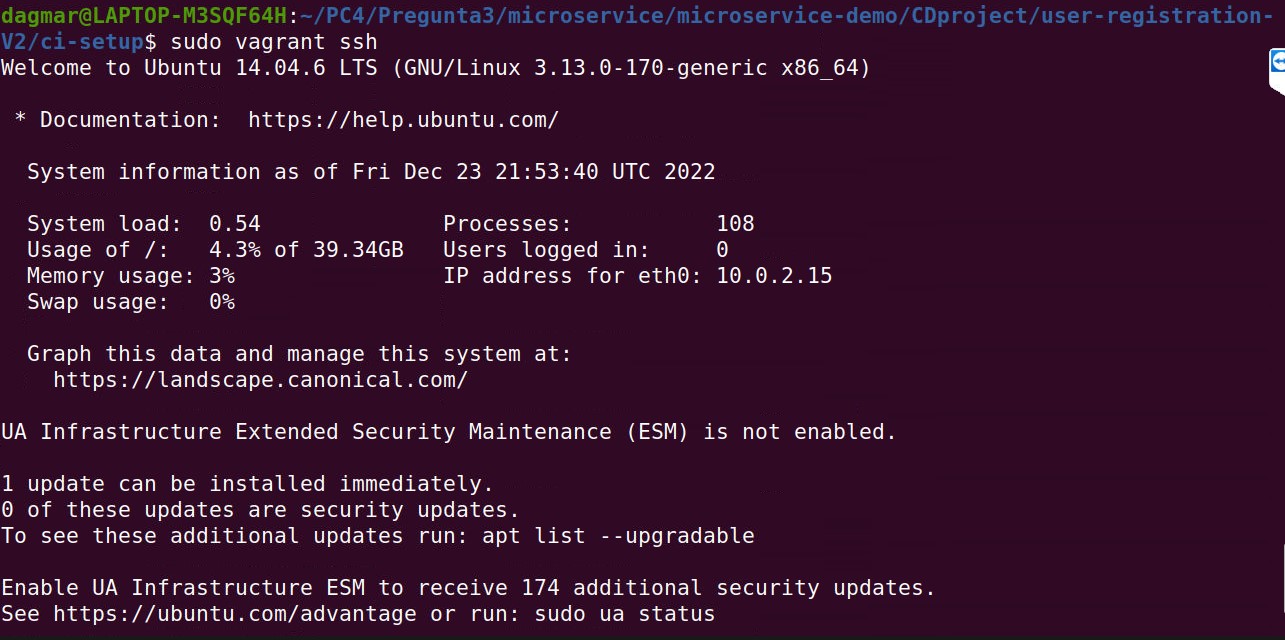 dagmar@LAPTOP-M3SQF64H:~/PC4/Pregunta3/microservice/microservice-demo/CDproject/user-registration-
V2/ci-setup$ sudo vagrant ssh
Welcome to Ubuntu 14.04.6 LTS (GNU/Linux 3.13.0-170-generic x86_64)
* Documentation:  https://help.ubuntu.com/
System information as of Fri Dec 23 21:53:40 UTC 2022
System load:  0.54              Processes:           108
Usage of /:   4.3% of 39.34GB   Users logged in:     0
Memory usage: 3%                IP address for eth0: 10.0.2.15
Swap usage:   0%
Graph this data and manage this system at:
https://landscape.canonical.com/
UA Infrastructure Extended Security Maintenance (ESM) is not enabled.
1 update can be installed immediately.
0 of these updates are security updates.
To see these additional updates run: apt list --upgradable
Enable UA Infrastructure ESM to receive 174 additional security updates.
See https://ubuntu.com/advantage or run: sudo ua status